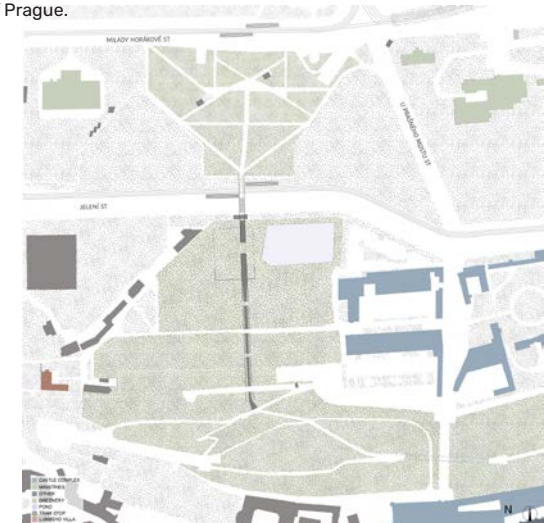 Prague.
MILADY HORÁKOVÉ ST
U PRAŠNÉHO MOSTU ST
JELENÍ ST
CASTLE COMPLEX
MINISTRIES
OTHER
GREENERY
POND
TRAM STOP
LUMBEHO VILLA
N